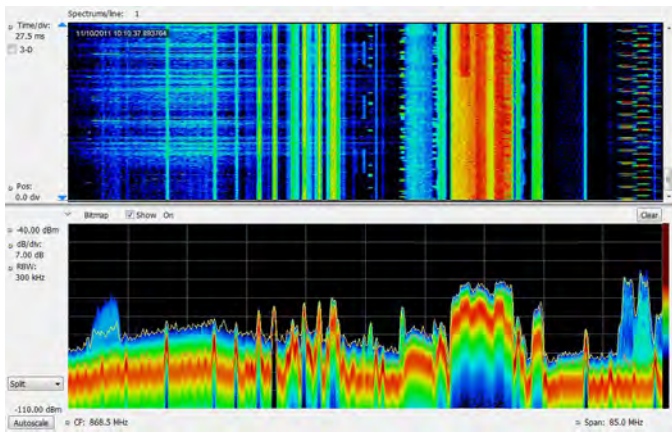 Spectrums/line: 1
Time/div:
27.5 ms
3-D
11/10/2011 10:10:37.893764
Pos:
0.0 div
Bitmap Show On Clear
-40.00 dBm
dB/div:
7.00 dB
RBW:
300 kHz
Split
-110.00 dBm
Autoscale CF: 868.5 MHz Span: 85.0 MHz